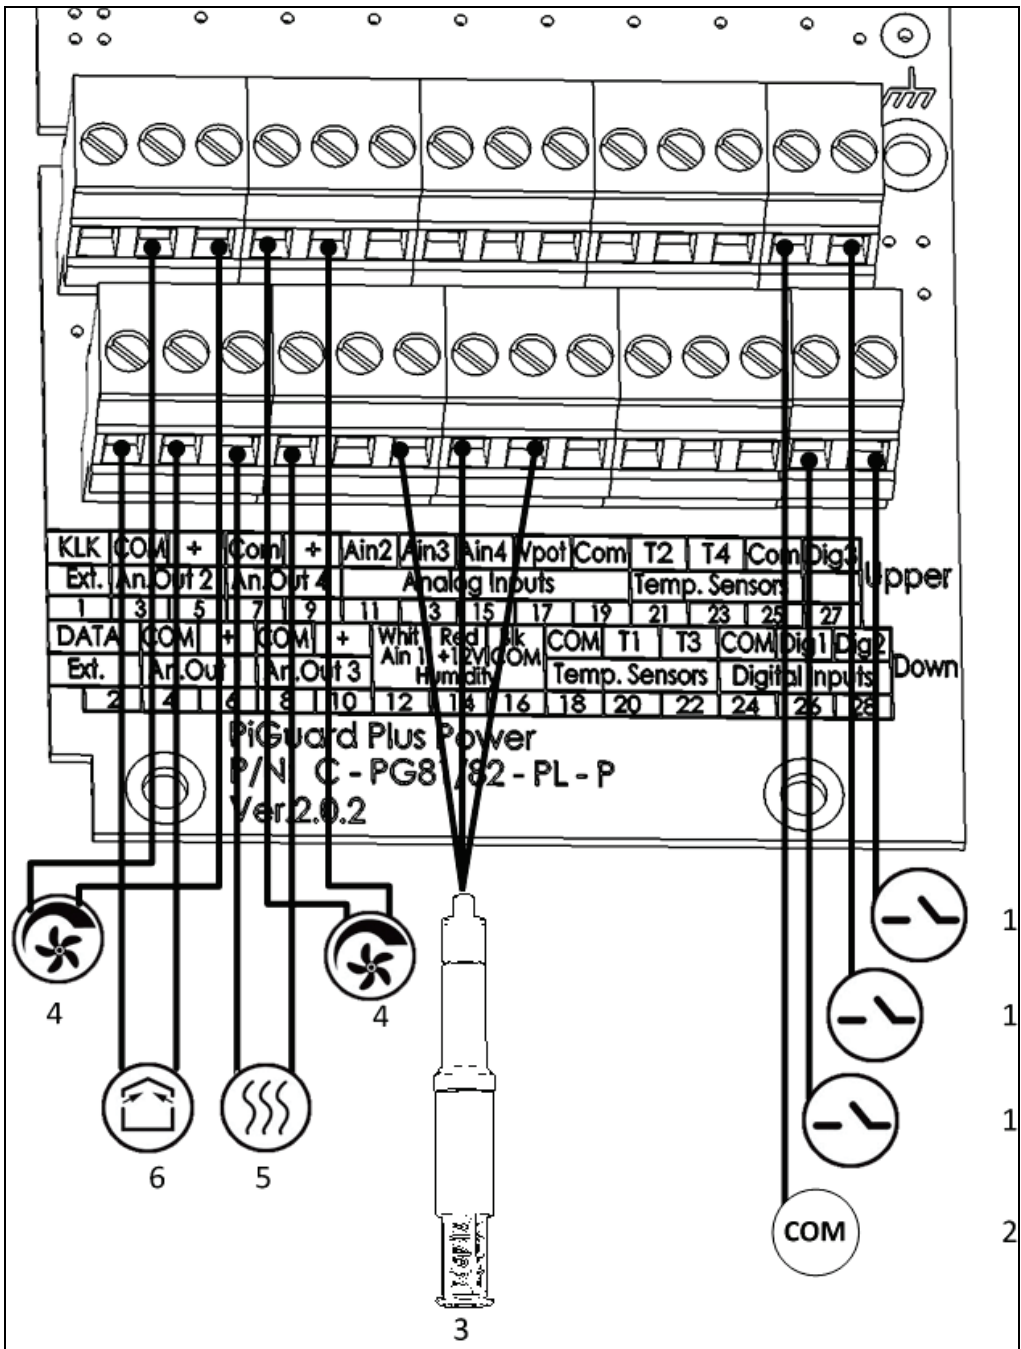 KLK COM + Com + Ain2 Ain3 Ain4 Vpot Com T2 T4 Com Dig3
Ext. An.Out 2 An.Out 4 Analog Inputs Temp. Sensors Upper
1 3 5 7 9 11 13 15 17 19 21 23 25 27
DATA COM + COM + Whit Red Blk COM T1 T3 COM Dig1 Dig2
Ain 1 +12V COM
Ext. An.Out An.Out 3 Humidity Temp. Sensors Digital Inputs Down
2 4 6 8 10 12 14 16 18 20 22 24 26 28
PiGuard Plus Power
P/N C - PG81/82 - PL - P
Ver.2.0.2
1
4
4
1
1
6
5
COM
2
3